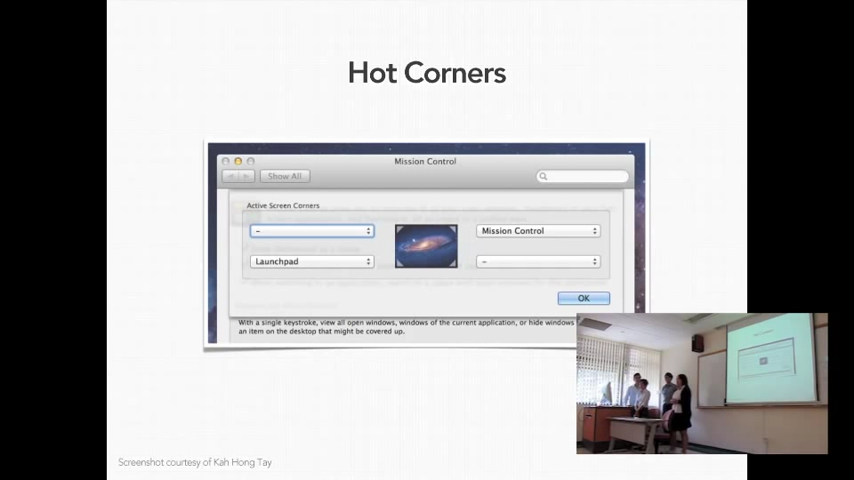 Hot Corners
Mission Control
Show All
Active Screen Corners
–
Mission Control
Launchpad
–
OK
With a single keystroke, view all open windows, windows of the current application, or hide windows
an item on the desktop that might be covered up.
Screenshot courtesy of Kah Hong Tay